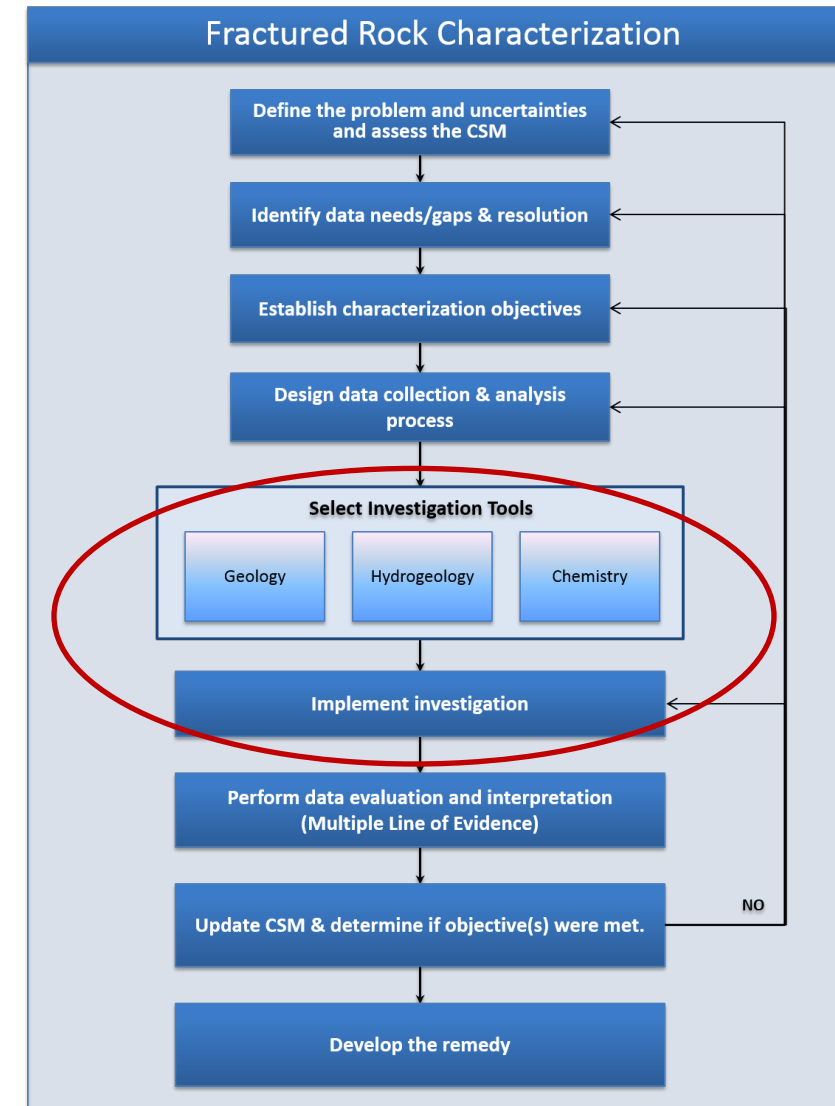 Fractured Rock Characterization
Define the problem and uncertainties
and assess the CSM
Identify data needs/gaps & resolution
Establish characterization objectives
Design data collection & analysis
process
Select Investigation Tools
Geology
Hydrogeology
Chemistry
Implement investigation
Perform data evaluation and interpretation
(Multiple Line of Evidence)
Update CSM & determine if objective(s) were met.
NO
Develop the remedy